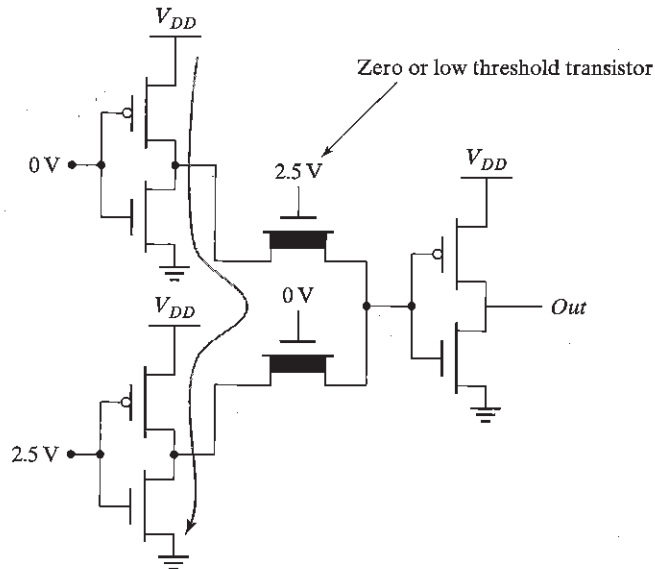 V_DD
Zero or low threshold transistor
0 V
2.5 V
V_DD
V_DD
0 V
Out
2.5 V